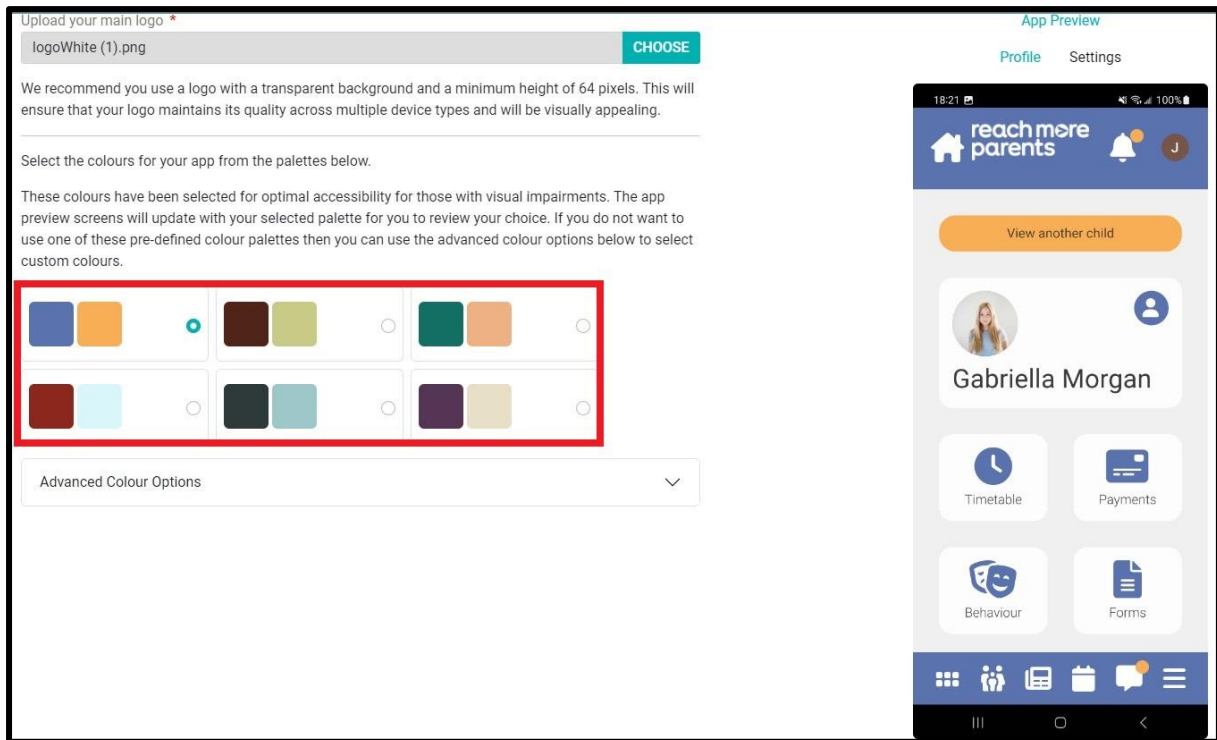 Upload your main logo *
logoWhite (1).png
CHOOSE
We recommend you use a logo with a transparent background and a minimum height of 64 pixels. This will
ensure that your logo maintains its quality across multiple device types and will be visually appealing.
Select the colours for your app from the palettes below.
These colours have been selected for optimal accessibility for those with visual impairments. The app
preview screens will update with your selected palette for you to review your choice. If you do not want to
use one of these pre-defined colour palettes then you can use the advanced colour options below to select
custom colours.
Advanced Colour Options
App Preview
Profile Settings
18:21 100%
reach more
parents
J
View another child
Gabriella Morgan
Timetable Payments
Behaviour Forms